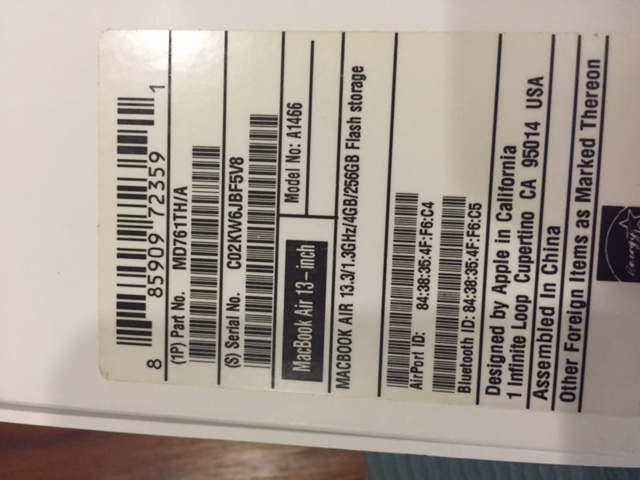 8 85909 72359 1
(1P) Part No. MD761TH/A
(S) Serial No. C02KW6JBF5V8
MacBook Air 13-inch Model No: A1466
MACBOOK AIR 13.3/1.3GHz/4GB/256GB Flash storage
AirPort ID: 84:38:35:4F:F6:C4
Bluetooth ID: 84:38:35:4F:F6:C5
Designed by Apple in California
1 Infinite Loop Cupertino CA 95014 USA
Assembled In China
Other Foreign Items as Marked Thereon
energy